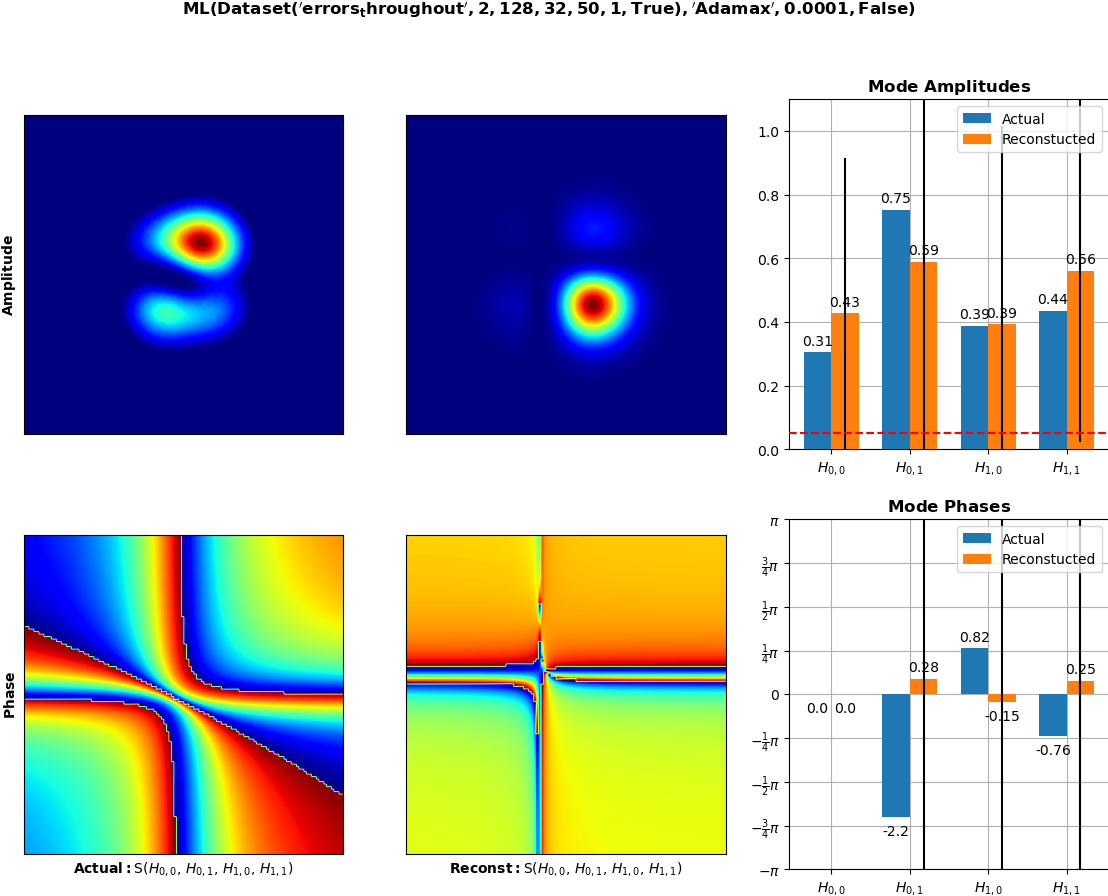 ML(Dataset('errors_throughout', 2, 128, 32, 50, 1, True), 'Adamax', 0.0001, False)
Amplitude
Mode Amplitudes
Actual
Reconstucted
1.0
0.8
0.6
0.4
0.2
0.0
0.31
0.43
0.75
0.59
0.39
0.39
0.44
0.56
H0,0
H0,1
H1,0
H1,1
Phase
Actual: S(H0,0, H0,1, H1,0, H1,1)
Reconst: S(H0,0, H0,1, H1,0, H1,1)
Mode Phases
Actual
Reconstucted
π
3/4π
1/2π
1/4π
0
−1/4π
−1/2π
−3/4π
−π
0.0
0.0
-2.2
0.28
0.82
-0.15
-0.76
0.25
H0,0
H0,1
H1,0
H1,1